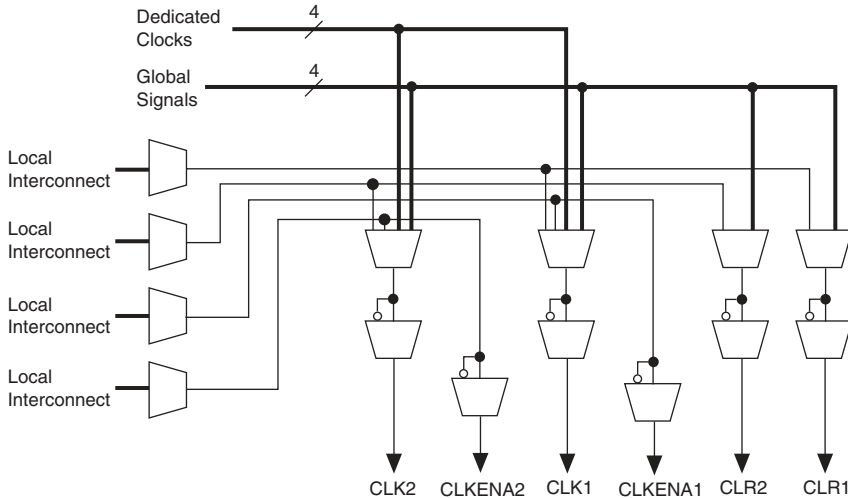 Dedicated
Clocks
4
Global
Signals
4
Local
Interconnect
Local
Interconnect
Local
Interconnect
Local
Interconnect
CLK2
CLKENA2
CLK1
CLKENA1
CLR2
CLR1